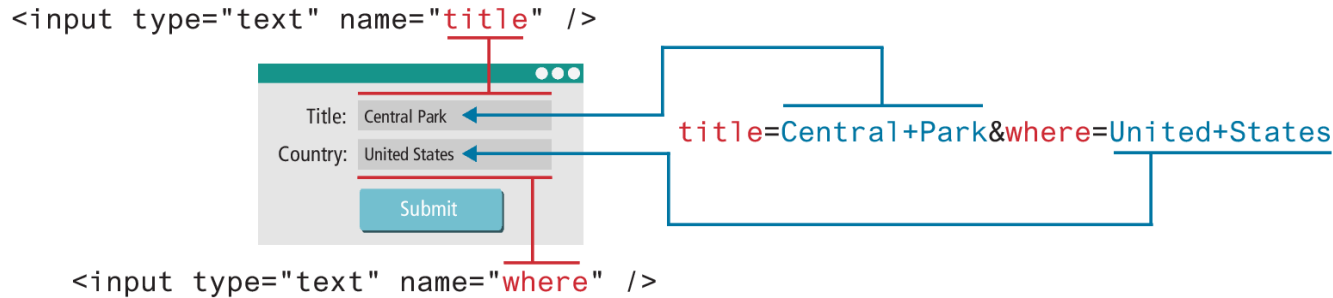 <input type="text" name="title" />
Title: Central Park
Country: United States
Submit
title=Central+Park&where=United+States
<input type="text" name="where" />